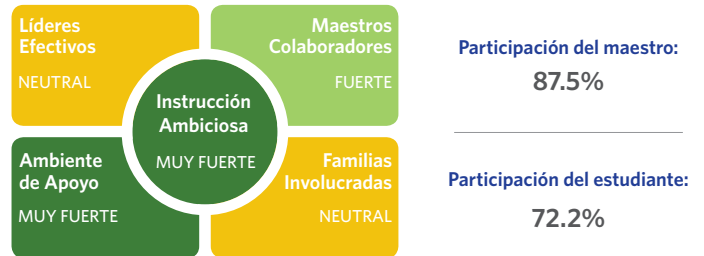 Líderes
Efectivos
NEUTRAL
Maestros
Colaboradores
FUERTE
Instrucción
Ambiciosa
MUY FUERTE
Ambiente
de Apoyo
MUY FUERTE
Familias
Involucradas
NEUTRAL
Participación del maestro:
87.5%
Participación del estudiante:
72.2%